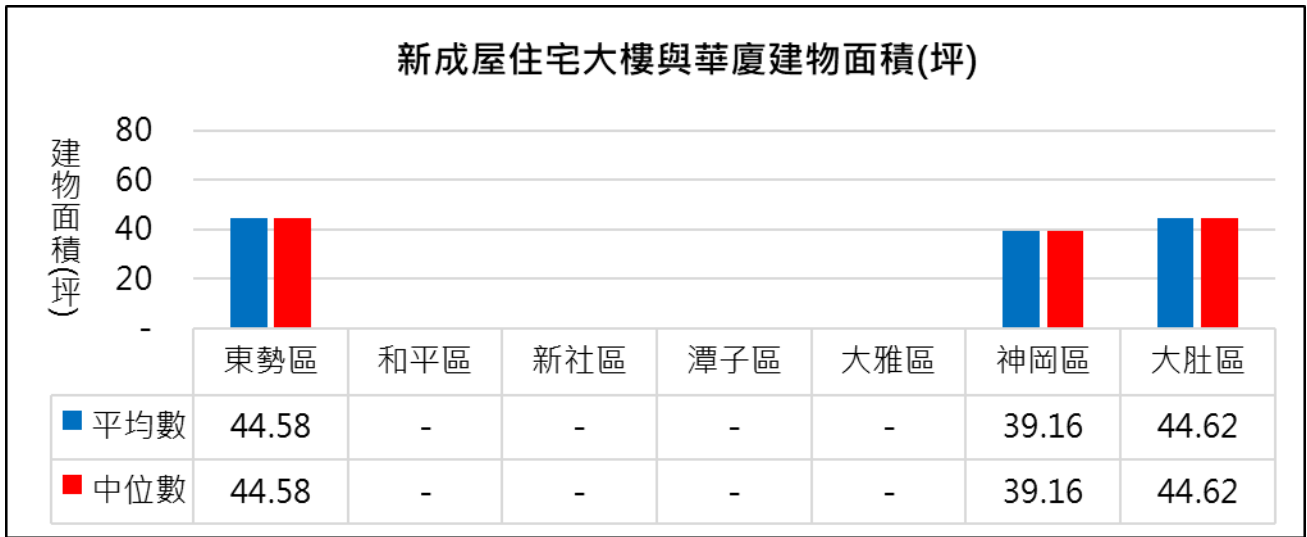 新成屋住宅大樓與華廈建物面積(坪)
建物面積(坪)
80
60
40
20
-
東勢區 和平區 新社區 潭子區 大雅區 神岡區 大肚區
平均數 44.58 - - - - 39.16 44.62
中位數 44.58 - - - - 39.16 44.62